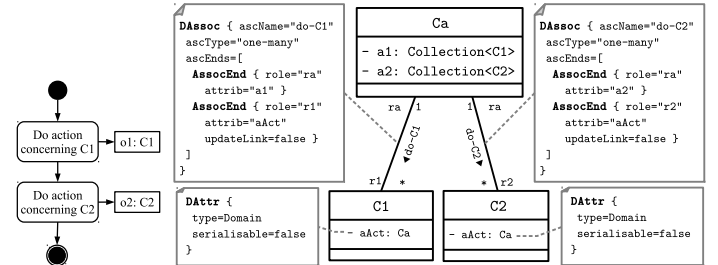 Do action
concerning C1
o1: C1
Do action
concerning C2
o2: C2
DAssoc { ascName="do-C1"
ascType="one-many"
ascEnds=[
AssocEnd { role="ra"
attrib="a1" }
AssocEnd { role="r1"
attrib="aAct"
updateLink=false }
]
}
Ca
- a1: Collection<C1>
- a2: Collection<C2>
ra 1
1 ra
do-C1
do-C2
r1 *
* r2
DAssoc { ascName="do-C2"
ascType="one-many"
ascEnds=[
AssocEnd { role="ra"
attrib="a2" }
AssocEnd { role="r2"
attrib="aAct"
updateLink=false }
]
}
DAttr {
type=Domain
serialisable=false
}
C1
- aAct: Ca
C2
- aAct: Ca
DAttr {
type=Domain
serialisable=false
}